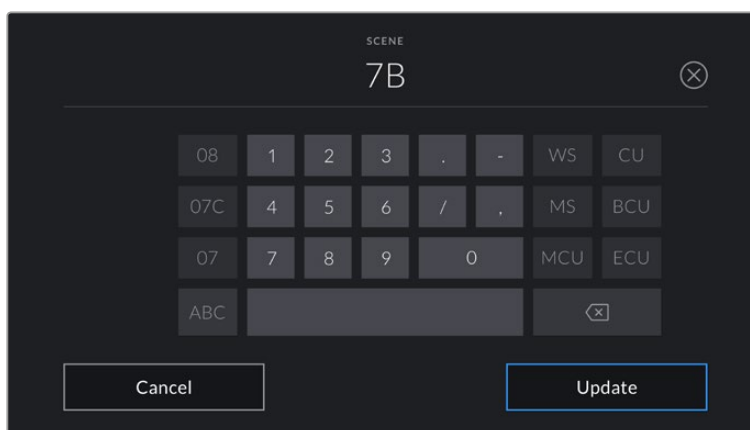 SCENE
7B
08 1 2 3 . - WS CU
07C 4 5 6 / , MS BCU
07 7 8 9 0 MCU ECU
ABC
Cancel Update